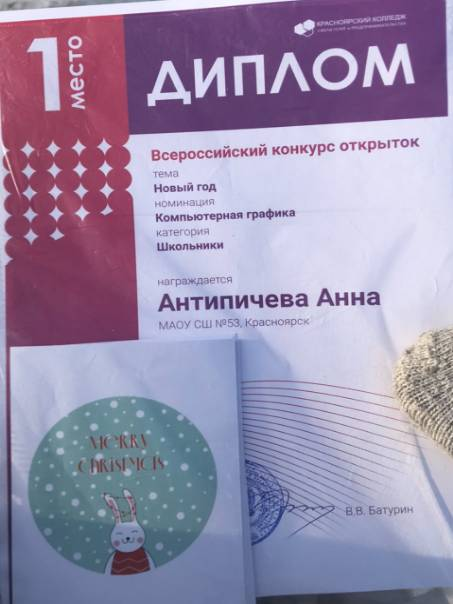 КРАСНОЯРСКИЙ КОЛЛЕДЖ
1 место
ДИПЛОМ
Всероссийский конкурс открыток
тема
Новый год
номинация
Компьютерная графика
категория
Школьники
награждается
Антипичева Анна
МАОУ СШ №53, Красноярск
MERRY
CHRISTMAS
В.В. Батурин